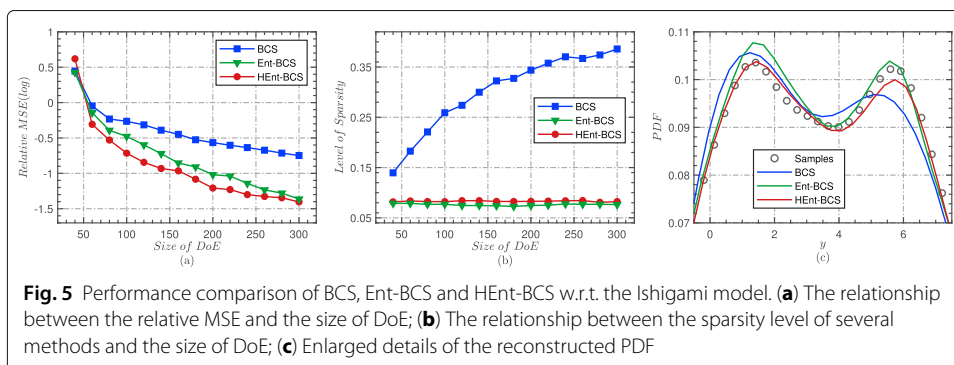 1
0.5
0
-0.5
-1
-1.5
Relative MSE(log)
BCS
Ent-BCS
HEnt-BCS
50 100 150 200 250 300
Size of DoE
(a)
0.35
0.25
0.15
0.05
Level of Sparsity
BCS
Ent-BCS
HEnt-BCS
50 100 150 200 250 300
Size of DoE
(b)
0.11
0.10
0.09
0.08
0.07
PDF
Samples
BCS
Ent-BCS
HEnt-BCS
0 2 4 6
y
(c)
Fig. 5 Performance comparison of BCS, Ent-BCS and HEnt-BCS w.r.t. the Ishigami model. (a) The relationship
between the relative MSE and the size of DoE; (b) The relationship between the sparsity level of several
methods and the size of DoE; (c) Enlarged details of the reconstructed PDF